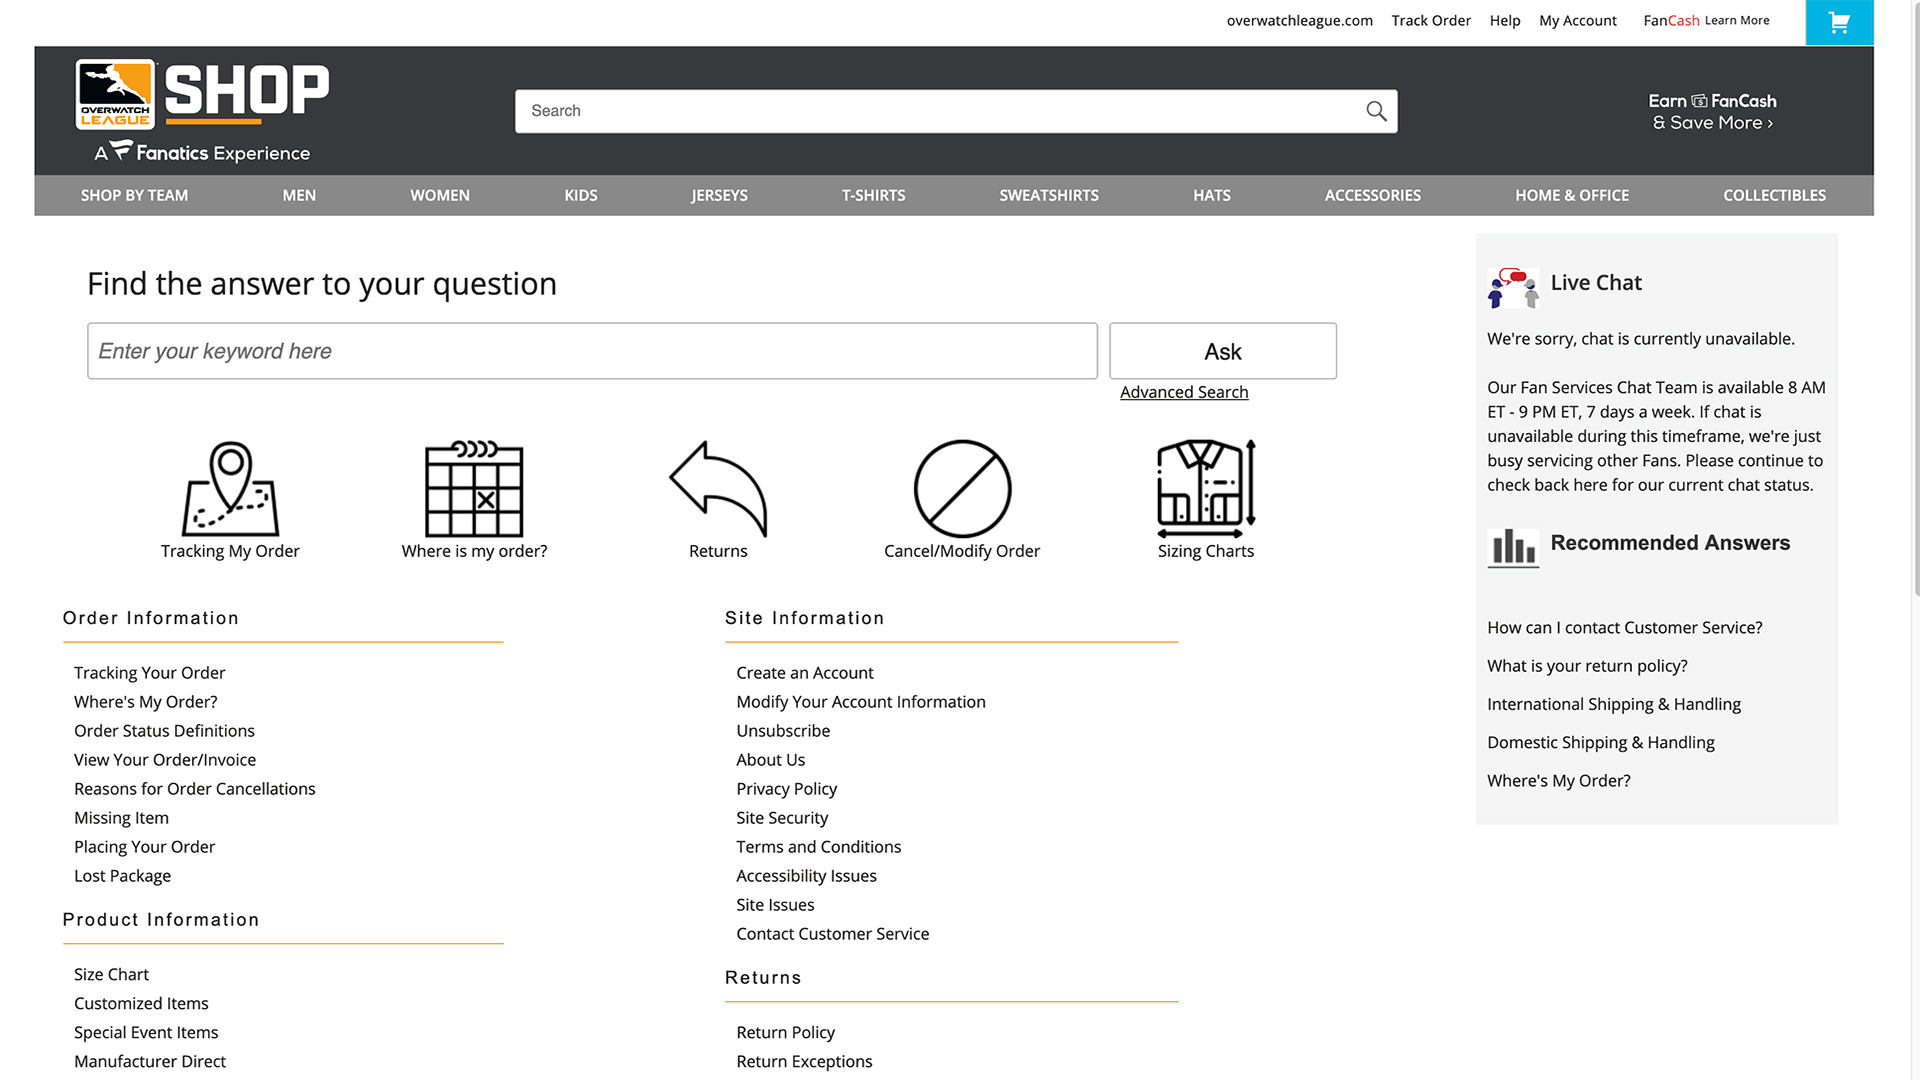 overwatchleague.com Track Order Help My Account FanCash Learn More
OVERWATCH
LEAGUE
SHOP
A Fanatics Experience
Search
Earn FanCash
& Save More ›
SHOP BY TEAM MEN WOMEN KIDS JERSEYS T-SHIRTS SWEATSHIRTS HATS ACCESSORIES HOME & OFFICE COLLECTIBLES
Find the answer to your question
Enter your keyword here
Ask
Advanced Search
Tracking My Order
Where is my order?
Returns
Cancel/Modify Order
Sizing Charts
Order Information
Tracking Your Order
Where's My Order?
Order Status Definitions
View Your Order/Invoice
Reasons for Order Cancellations
Missing Item
Placing Your Order
Lost Package
Product Information
Size Chart
Customized Items
Special Event Items
Manufacturer Direct
Site Information
Create an Account
Modify Your Account Information
Unsubscribe
About Us
Privacy Policy
Site Security
Terms and Conditions
Accessibility Issues
Site Issues
Contact Customer Service
Returns
Return Policy
Return Exceptions
Live Chat
We're sorry, chat is currently unavailable.
Our Fan Services Chat Team is available 8 AM
ET - 9 PM ET, 7 days a week. If chat is
unavailable during this timeframe, we're just
busy servicing other Fans. Please continue to
check back here for our current chat status.
Recommended Answers
How can I contact Customer Service?
What is your return policy?
International Shipping & Handling
Domestic Shipping & Handling
Where's My Order?